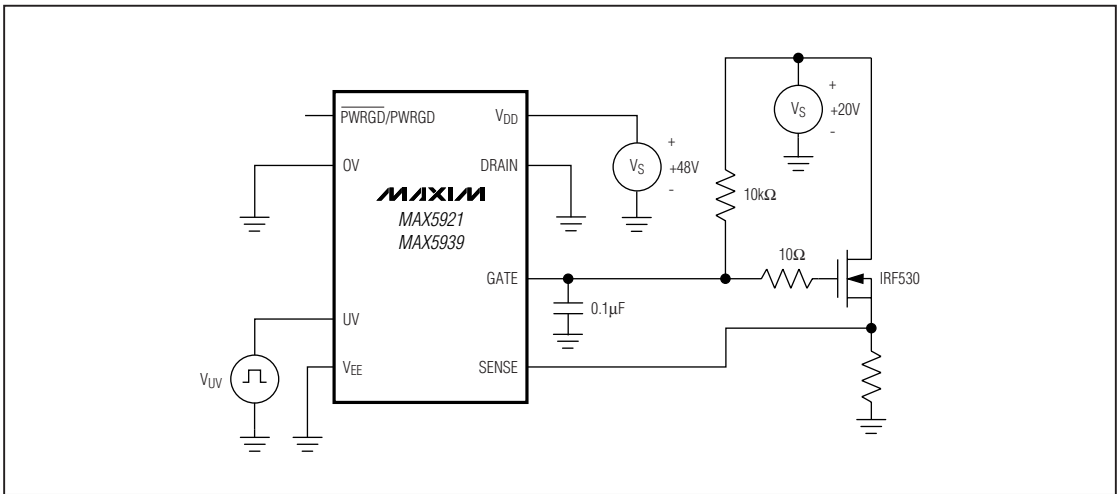 PWRGD/PWRGD
OV
UV
VEE
VDD
DRAIN
GATE
SENSE
MAXIM
MAX5921
MAX5939
VUV
VS
+
+48V
-
VS
+
+20V
-
10kΩ
10Ω
0.1µF
IRF530